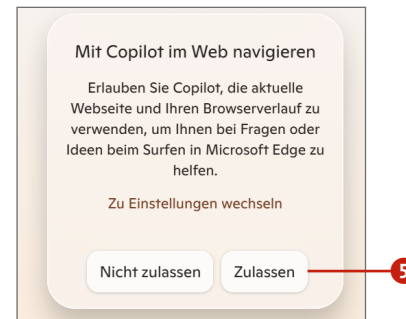 Mit Copilot im Web navigieren
Erlauben Sie Copilot, die aktuelle
Webseite und Ihren Browserverlauf zu
verwenden, um Ihnen bei Fragen oder
Ideen beim Surfen in Microsoft Edge zu
helfen.
Zu Einstellungen wechseln
Nicht zulassen Zulassen 5